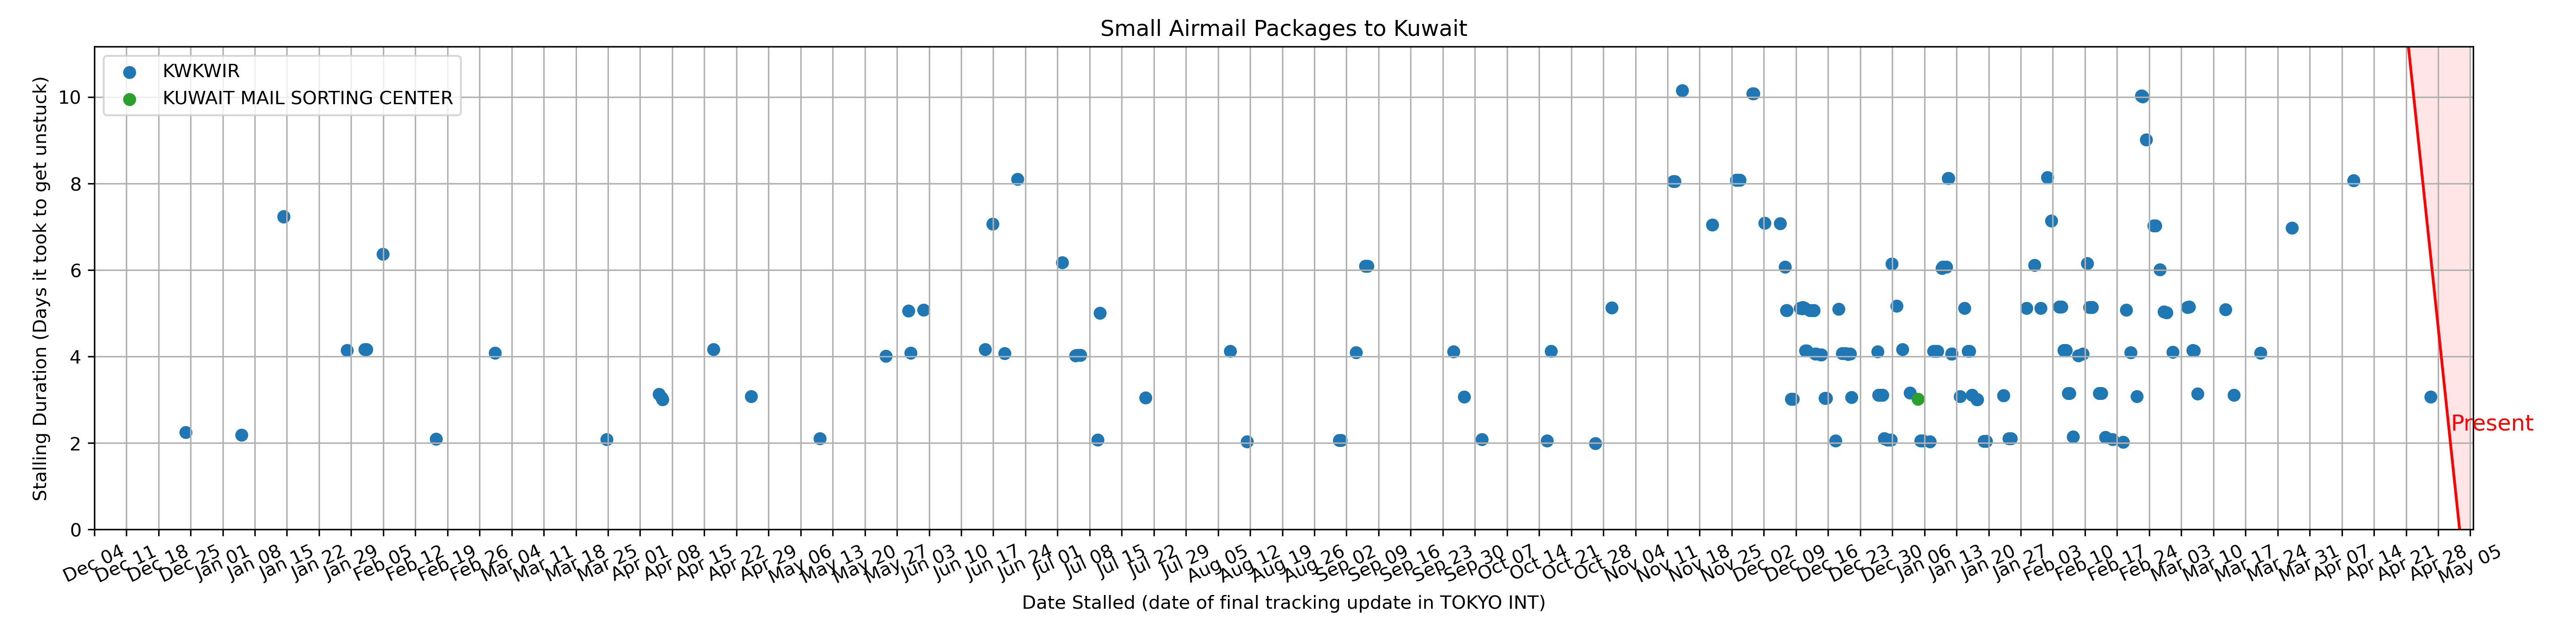 Small Airmail Packages to Kuwait
KWKWIR
KUWAIT MAIL SORTING CENTER
Stalling Duration (Days it took to get unstuck)
10
8
6
4
2
0
Present
Dec 04
Dec 11
Dec 18
Dec 25
Jan 01
Jan 08
Jan 15
Jan 22
Jan 29
Feb 05
Feb 12
Feb 19
Feb 26
Mar 04
Mar 11
Mar 18
Mar 25
Apr 01
Apr 08
Apr 15
Apr 22
Apr 29
May 06
May 13
May 20
May 27
Jun 03
Jun 10
Jun 17
Jun 24
Jul 01
Jul 08
Jul 15
Jul 22
Jul 29
Aug 05
Aug 12
Aug 19
Aug 26
Sep 02
Sep 09
Sep 16
Sep 23
Sep 30
Oct 07
Oct 14
Oct 21
Oct 28
Nov 04
Nov 11
Nov 18
Nov 25
Dec 02
Dec 09
Dec 16
Dec 23
Dec 30
Jan 06
Jan 13
Jan 20
Jan 27
Feb 03
Feb 10
Feb 17
Feb 24
Mar 03
Mar 10
Mar 17
Mar 24
Mar 31
Apr 07
Apr 14
Apr 21
Apr 28
May 05
Date Stalled (date of final tracking update in TOKYO INT)